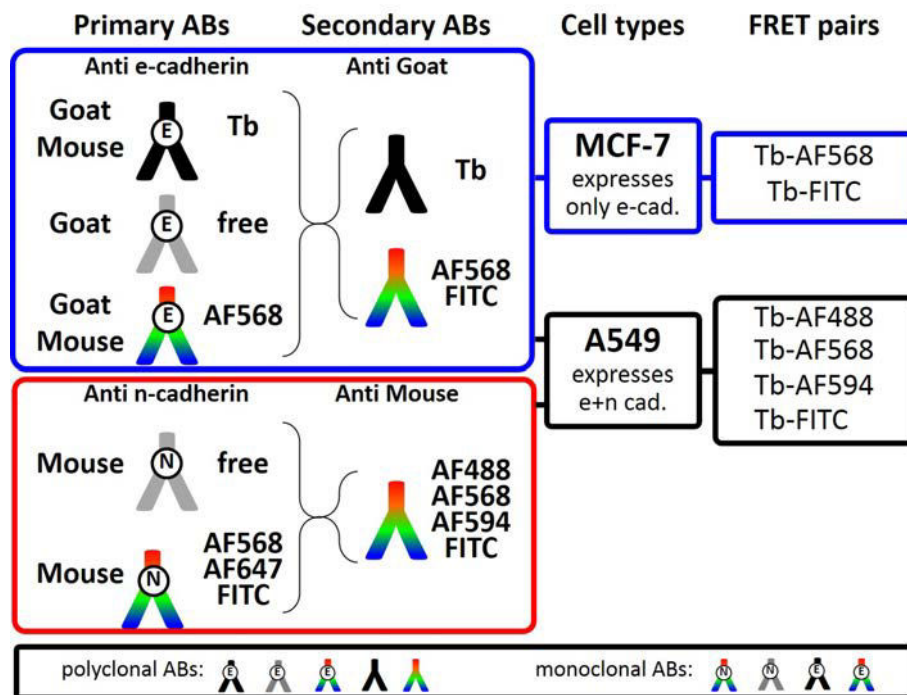 Primary ABs Secondary ABs Cell types FRET pairs
Anti e-cadherin Anti Goat
Goat
Mouse
E
Tb
Goat
E
free
Goat
Mouse
E
AF568
Tb
AF568
FITC
MCF-7
expresses
only e-cad.
Tb-AF568
Tb-FITC
A549
expresses
e+n cad.
Tb-AF488
Tb-AF568
Tb-AF594
Tb-FITC
Anti n-cadherin Anti Mouse
Mouse
N
free
Mouse
N
AF568
AF647
FITC
AF488
AF568
AF594
FITC
polyclonal ABs: E E E monoclonal ABs: N N E E